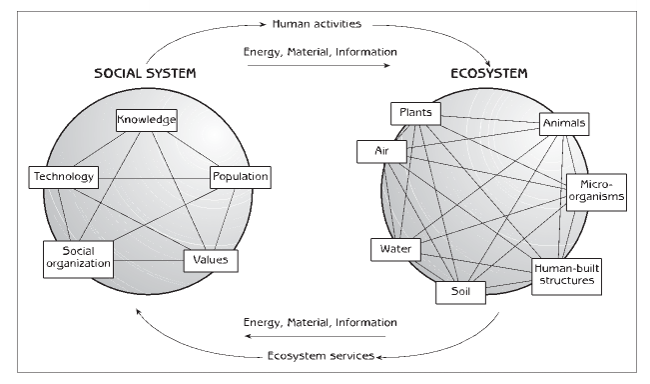 Human activities
Energy, Material, Information
SOCIAL SYSTEM
ECOSYSTEM
Knowledge
Technology
Population
Social
organization
Values
Plants
Animals
Air
Micro-
organisms
Water
Human-built
structures
Soil
Energy, Material, Information
Ecosystem services